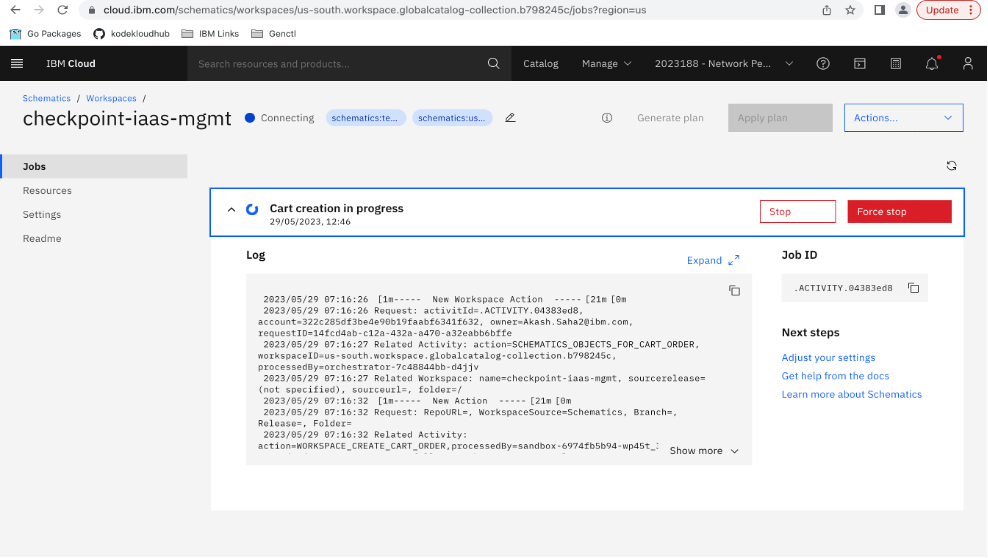 cloud.ibm.com/schematics/workspaces/us-south.workspace.globalcatalog-collection.b798245c/jobs?region=us
Update
Go Packages
kodekloudhub
IBM Links
Genctl
IBM Cloud
Search resources and products...
Catalog
Manage
2023188 - Network Pe...
Schematics / Workspaces /
checkpoint-iaas-mgmt
Connecting
schematics:te...
schematics:us...
Generate plan
Apply plan
Actions...
Jobs
Resources
Settings
Readme
Cart creation in progress
29/05/2023, 12:46
Stop
Force stop
Log
Expand
2023/05/29 07:16:26 [1m----- New Workspace Action -----[21m[0m
2023/05/29 07:16:26 Request: activitId=.ACTIVITY.04383ed8,
account=322c285df3be4e90b19faabf6341f632, owner=Akash.Saha2@ibm.com,
requestID=14fcd4ab-c12a-432a-a470-a32eabb6bffe
2023/05/29 07:16:27 Related Activity: action=SCHEMATICS_OBJECTS_FOR_CART_ORDER,
workspaceID=us-south.workspace.globalcatalog-collection.b798245c,
processedBy=orchestrator-7c48844bb-d4jjv
2023/05/29 07:16:27 Related Workspace: name=checkpoint-iaas-mgmt, sourcerelease=
(not specified), sourceurl=, folder=/
2023/05/29 07:16:32 [1m----- New Action -----[21m[0m
2023/05/29 07:16:32 Request: RepoURL=, WorkspaceSource=Schematics, Branch=,
Release=, Folder=
2023/05/29 07:16:32 Related Activity:
action=WORKSPACE_CREATE_CART_ORDER,processedBy=sandbox-6974fb5b94-wp45t_
Show more
Job ID
.ACTIVITY.04383ed8
Next steps
Adjust your settings
Get help from the docs
Learn more about Schematics